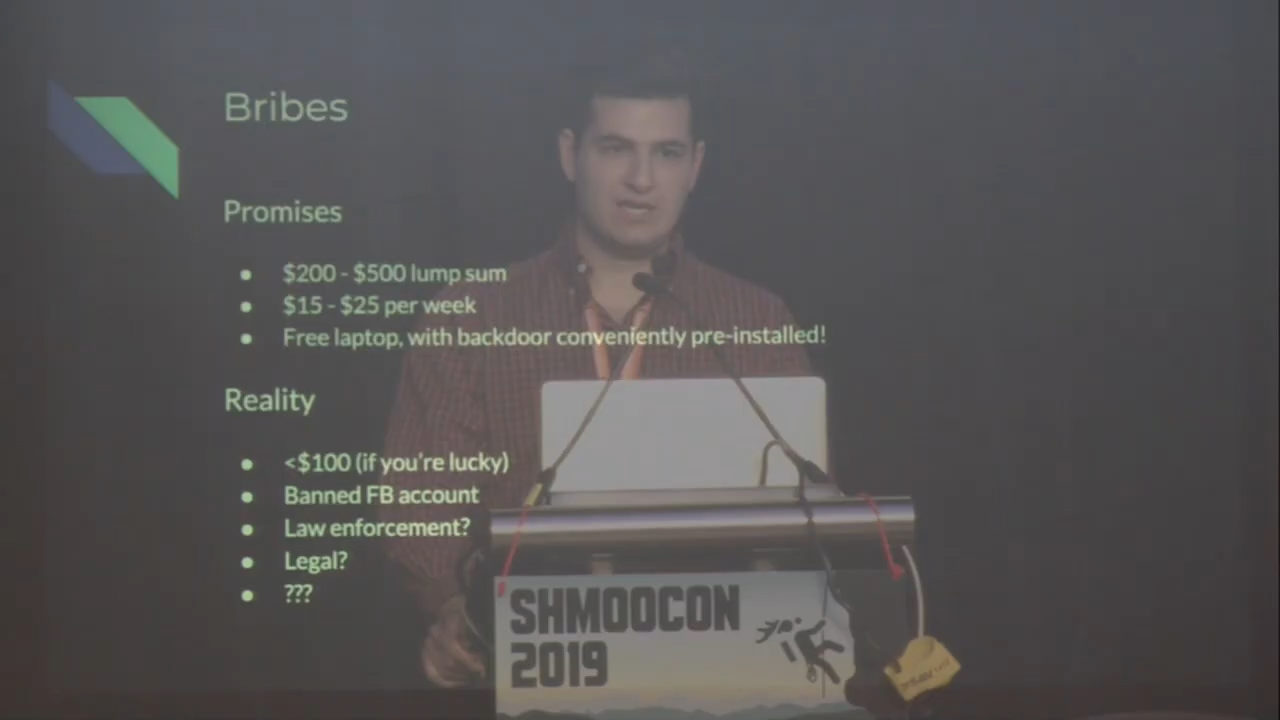 Bribes
Promises
$200 - $500 lump sum
$15 - $25 per week
Free laptop, with backdoor conveniently pre-installed!
Reality
<$100 (if you're lucky)
Banned FB account
Law enforcement?
Legal?
???
SHMOOCON
2019